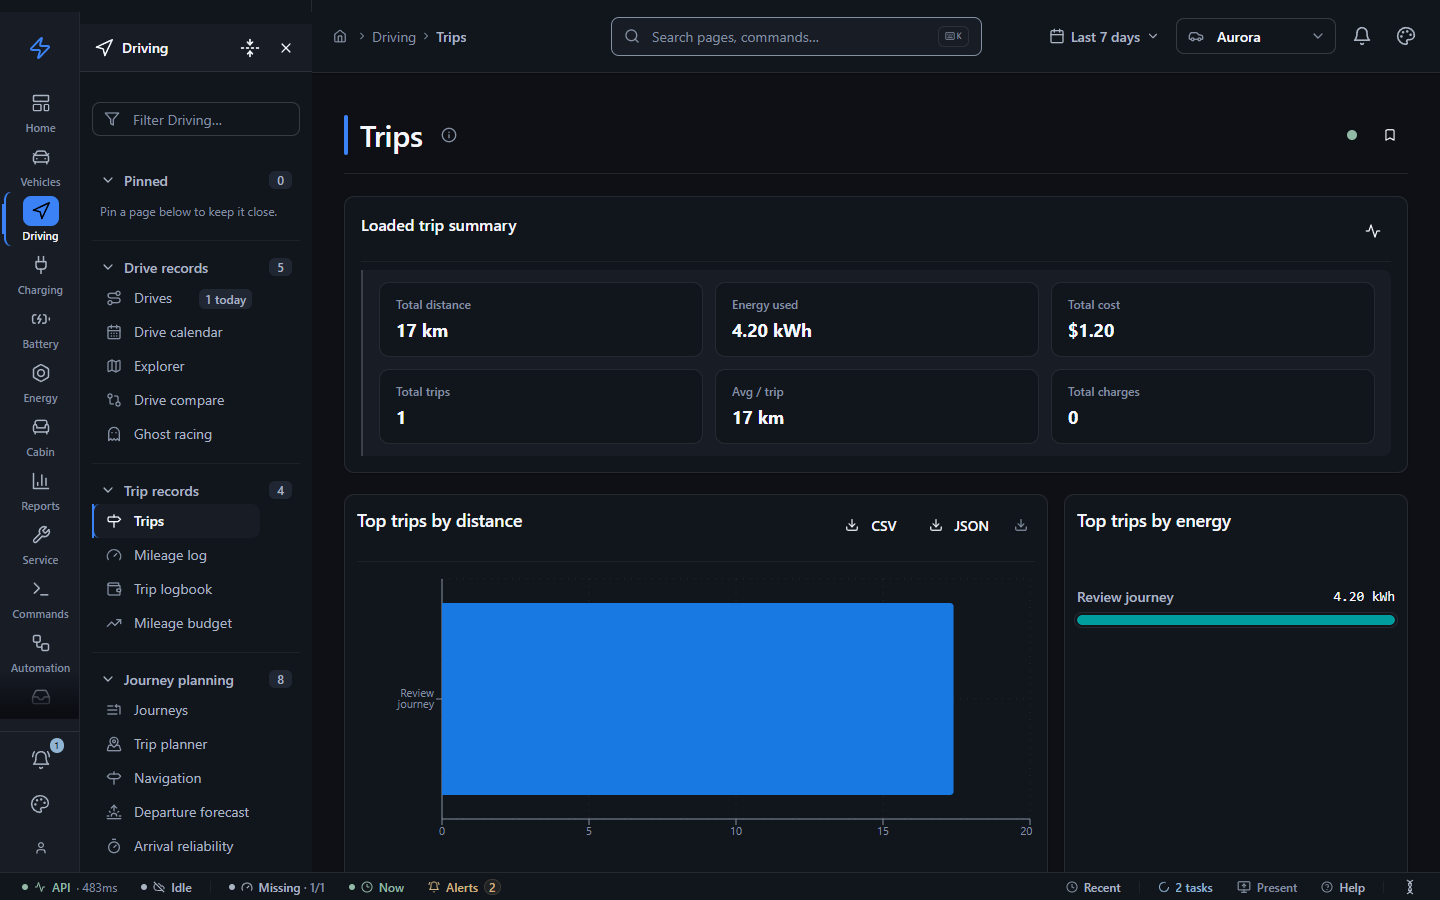 Home
Vehicles
Driving
Charging
Battery
Energy
Cabin
Reports
Service
Commands
Automation
1
Driving
Filter Driving...
Pinned 0
Pin a page below to keep it close.
Drive records 5
Drives 1 today
Drive calendar
Explorer
Drive compare
Ghost racing
Trip records 4
Trips
Mileage log
Trip logbook
Mileage budget
Journey planning 8
Journeys
Trip planner
Navigation
Departure forecast
Arrival reliability
Driving Trips
Search pages, commands... K
Last 7 days
Aurora
Trips
Loaded trip summary
Total distance
17 km
Energy used
4.20 kWh
Total cost
$1.20
Total trips
1
Avg / trip
17 km
Total charges
0
Top trips by distance
CSV JSON
Review
journey
0 5 10 15 20
Top trips by energy
Review journey 4.20 kWh
API · 483ms Idle Missing · 1/1 Now Alerts 2
Recent 2 tasks Present Help